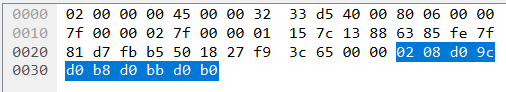 0000 02 00 00 00 45 00 00 32 33 d5 40 00 80 06 00 00
0010 7f 00 00 02 7f 00 00 01 15 7c 13 88 63 85 fe 7f
0020 81 d7 fb b5 50 18 27 f9 3c 65 00 00 02 08 d0 9c
0030 d0 b8 d0 bb d0 b0